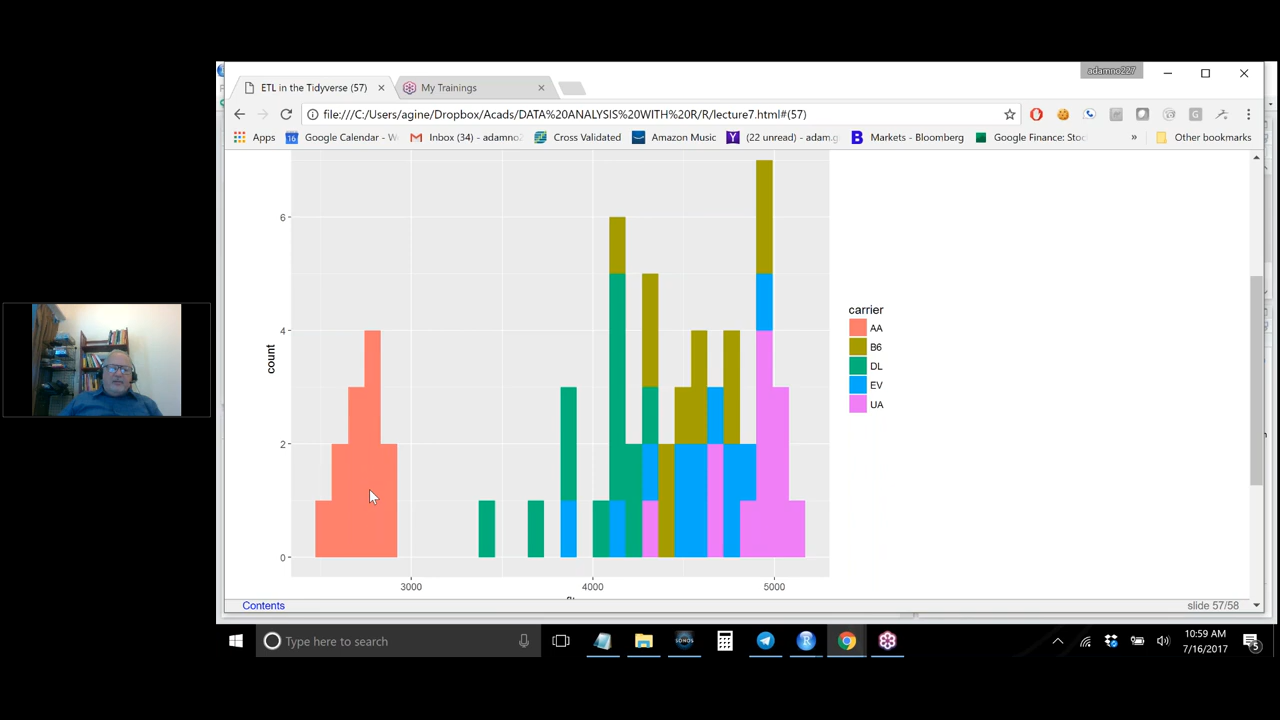 adamno227
ETL in the Tidyverse (57)
My Trainings
file:///C:/Users/agine/Dropbox/Acads/DATA%20ANALYSIS%20WITH%20R/R/lecture7.html#(57)
Apps
Google Calendar - W
Inbox (34) - adamno
Cross Validated
Amazon Music
(22 unread) - adam.g
Markets - Bloomberg
Google Finance: Stoc
» Other bookmarks
6
4
2
0
count
3000 4000 5000
carrier
AA
B6
DL
EV
UA
Contents
slide 57/58
Type here to search
SONOS
10:59 AM
7/16/2017
5